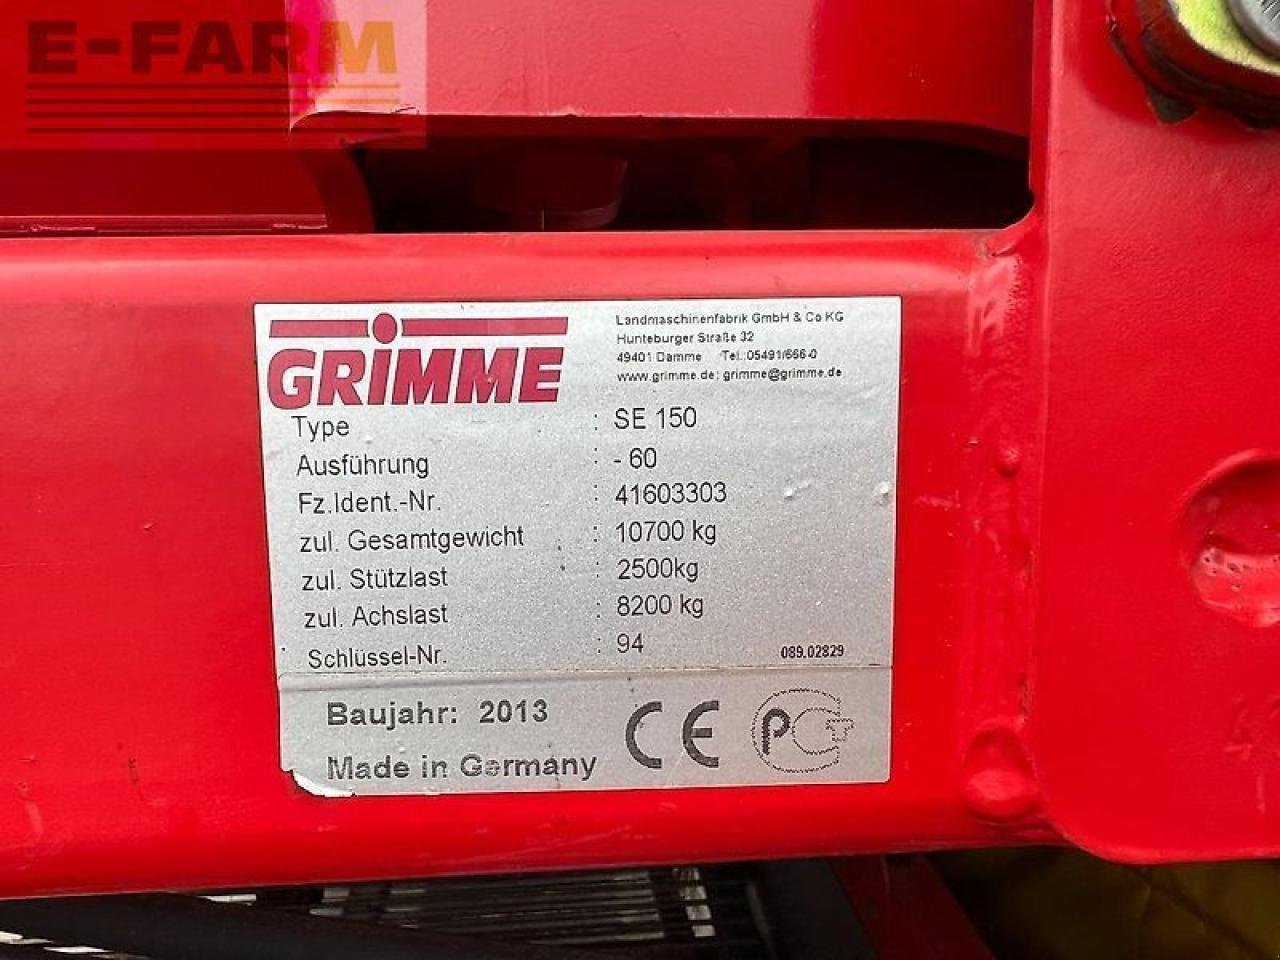 E-FARM
GRIMME
Landmaschinenfabrik GmbH & Co KG
Hunteburger Straße 32
49401 Damme Tel.:05491/666-0
www.grimme.de; grimme@grimme.de
Type : SE 150
Ausführung : - 60
Fz.Ident.-Nr. : 41603303
zul. Gesamtgewicht : 10700 kg
zul. Stützlast : 2500kg
zul. Achslast : 8200 kg
Schlüssel-Nr. : 94
089.02829
Baujahr: 2013
Made in Germany
CE